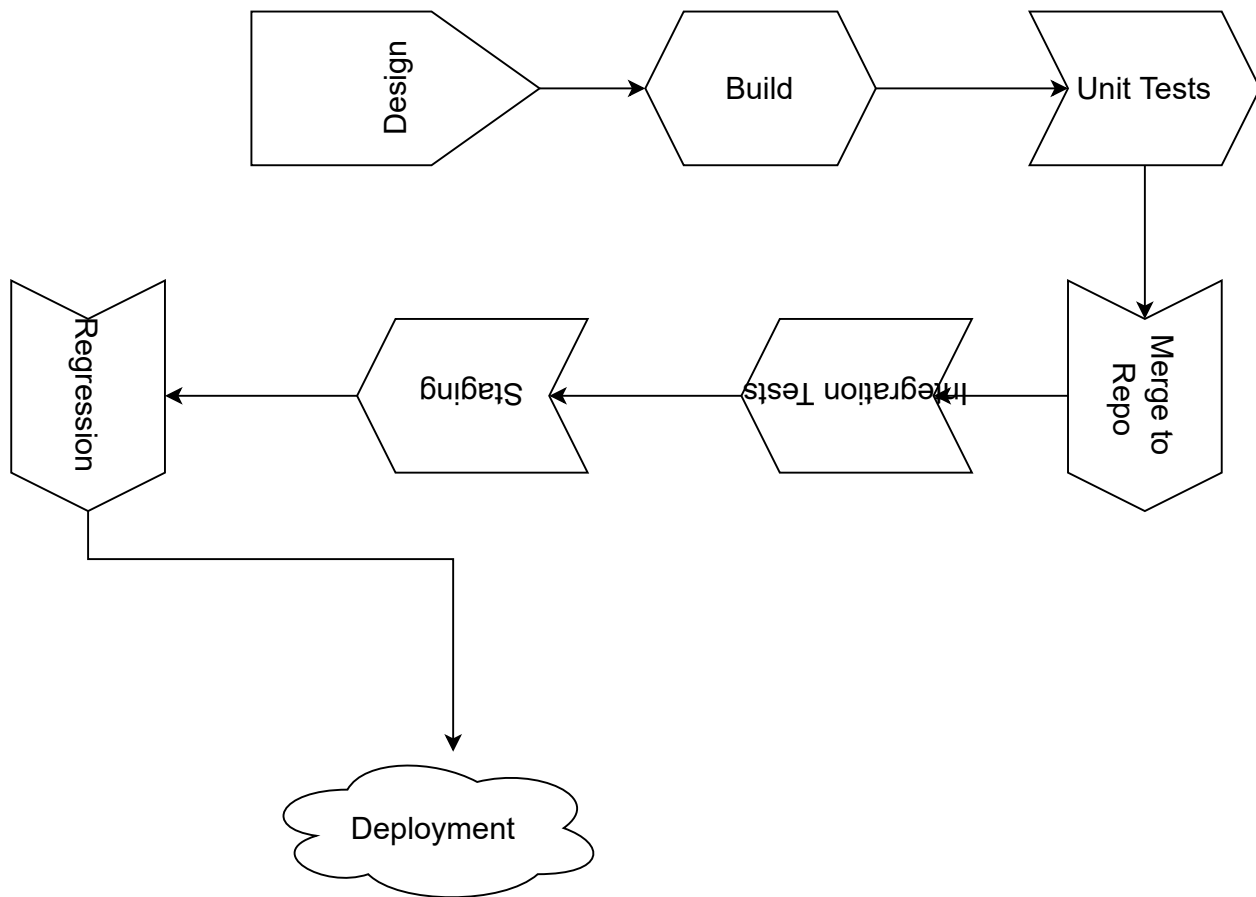 Design
Build
Unit Tests
Merge to
Repo
Integration Tests
Staging
Regression
Deployment